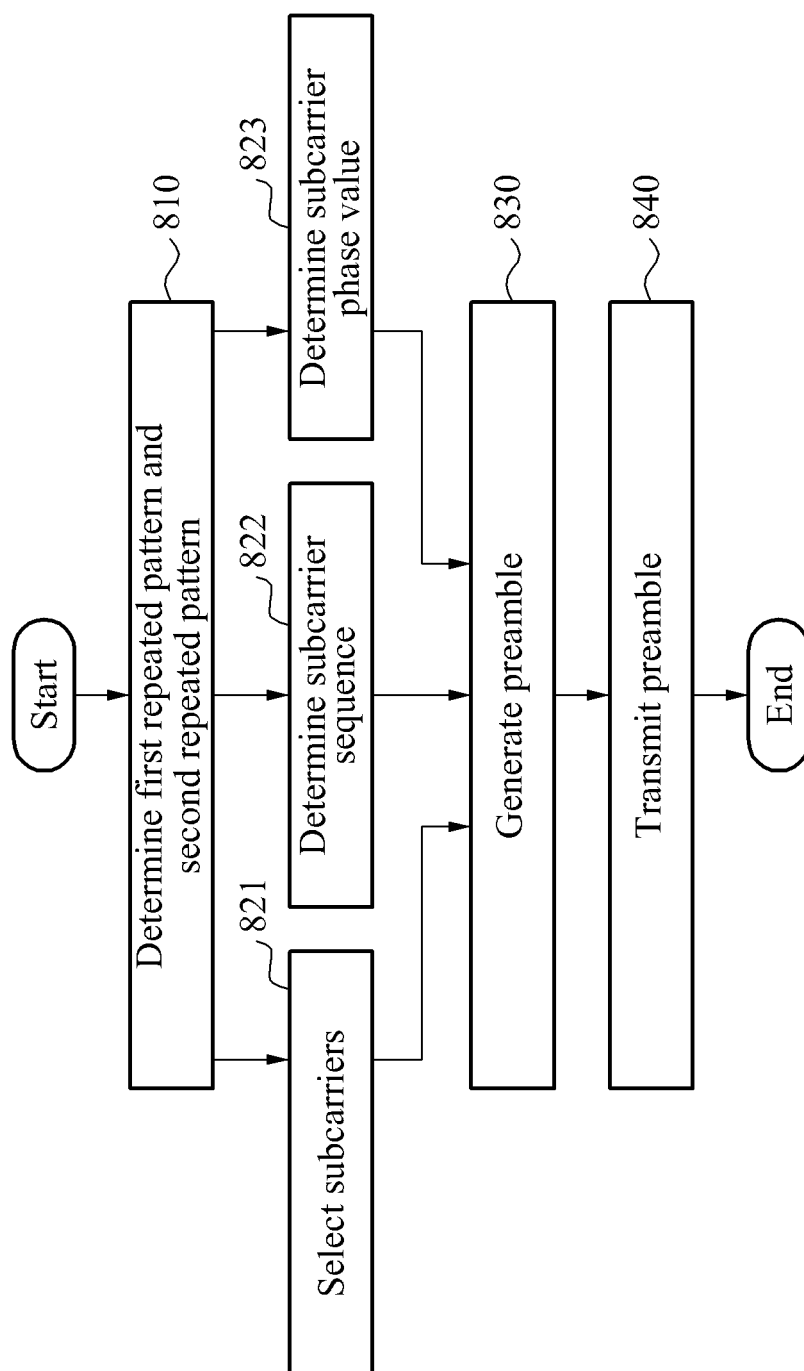 Start
810
Determine first repeated pattern and
second repeated pattern
821
Select subcarriers
822
Determine subcarrier
sequence
823
Determine subcarrier
phase value
830
Generate preamble
840
Transmit preamble
End